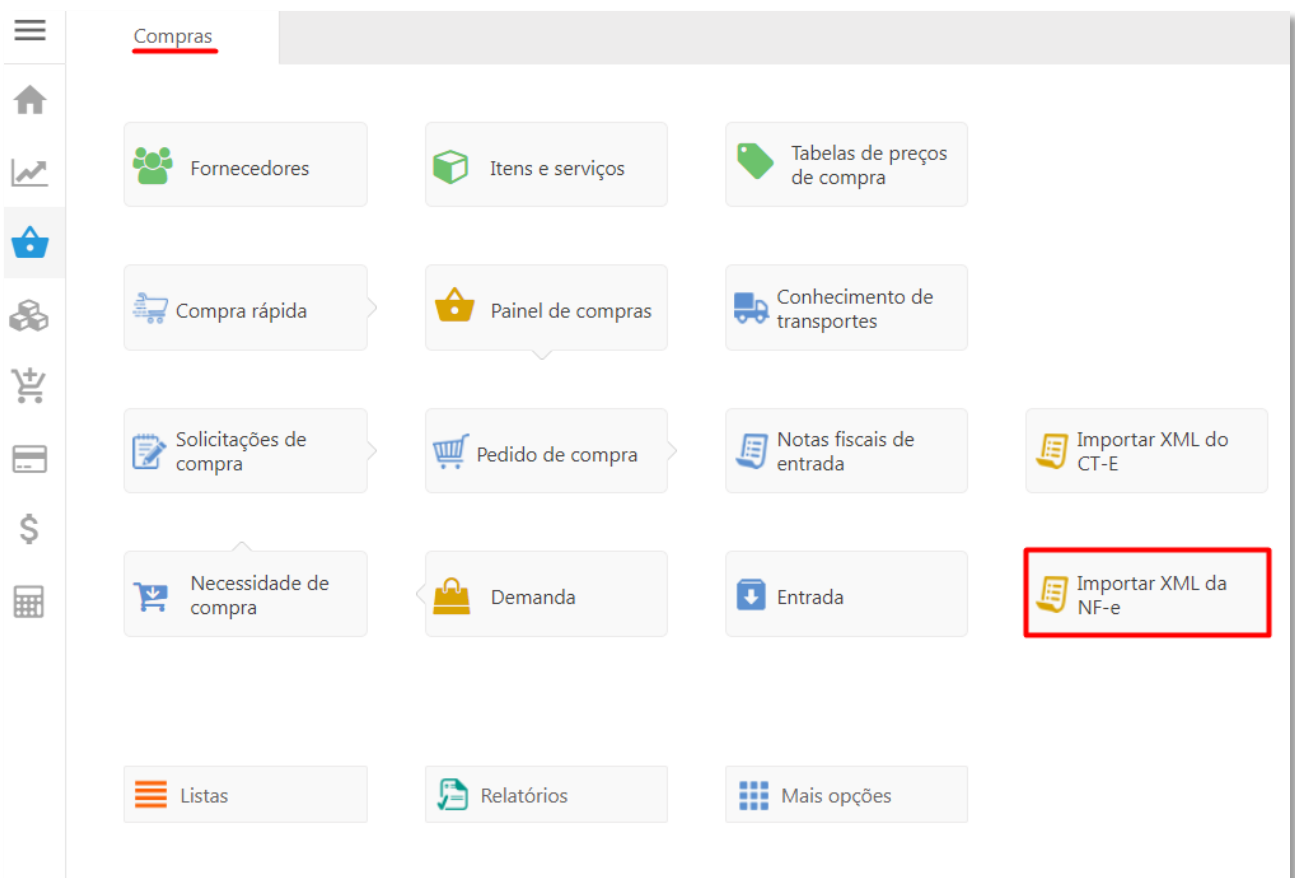 Compras
Fornecedores
Itens e serviços
Tabelas de preços
de compra
Compra rápida
Painel de compras
Conhecimento de
transportes
Solicitações de
compra
Pedido de compra
Notas fiscais de
entrada
Importar XML do
CT-E
Necessidade de
compra
Demanda
Entrada
Importar XML da
NF-e
Listas
Relatórios
Mais opções